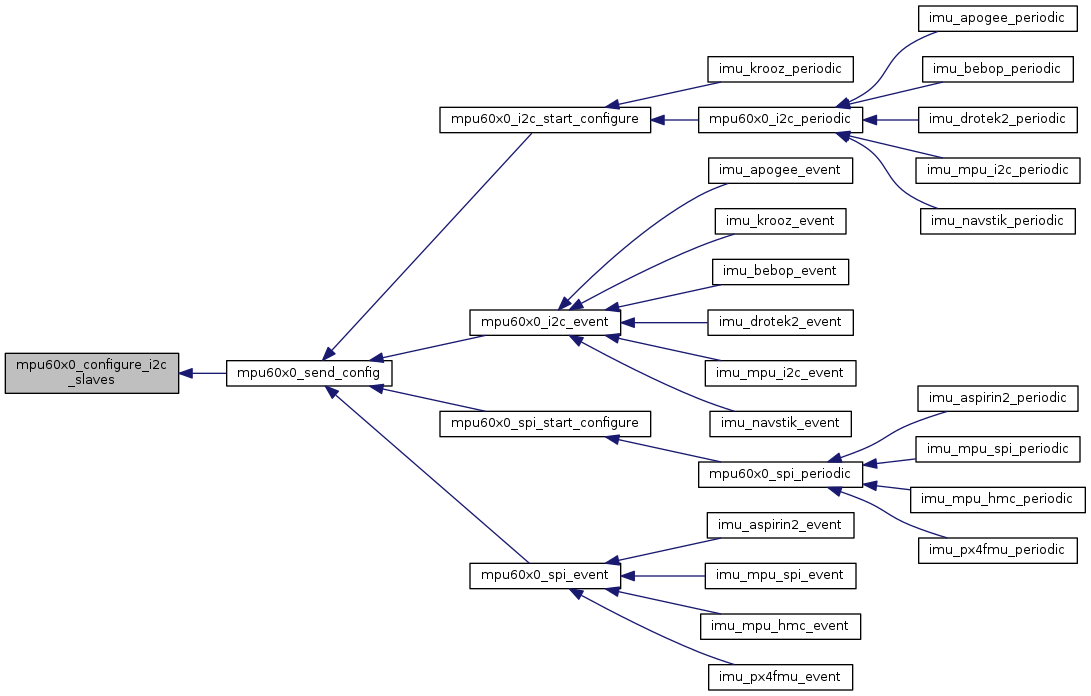 imu_apogee_periodic
imu_krooz_periodic
imu_bebop_periodic
mpu60x0_i2c_start_configure
mpu60x0_i2c_periodic
imu_drotek2_periodic
imu_apogee_event
imu_mpu_i2c_periodic
imu_krooz_event
imu_navstik_periodic
imu_bebop_event
mpu60x0_i2c_event
imu_drotek2_event
mpu60x0_configure_i2c
_slaves
mpu60x0_send_config
imu_mpu_i2c_event
imu_aspirin2_periodic
mpu60x0_spi_start_configure
imu_navstik_event
imu_mpu_spi_periodic
mpu60x0_spi_periodic
imu_mpu_hmc_periodic
imu_aspirin2_event
imu_px4fmu_periodic
mpu60x0_spi_event
imu_mpu_spi_event
imu_mpu_hmc_event
imu_px4fmu_event